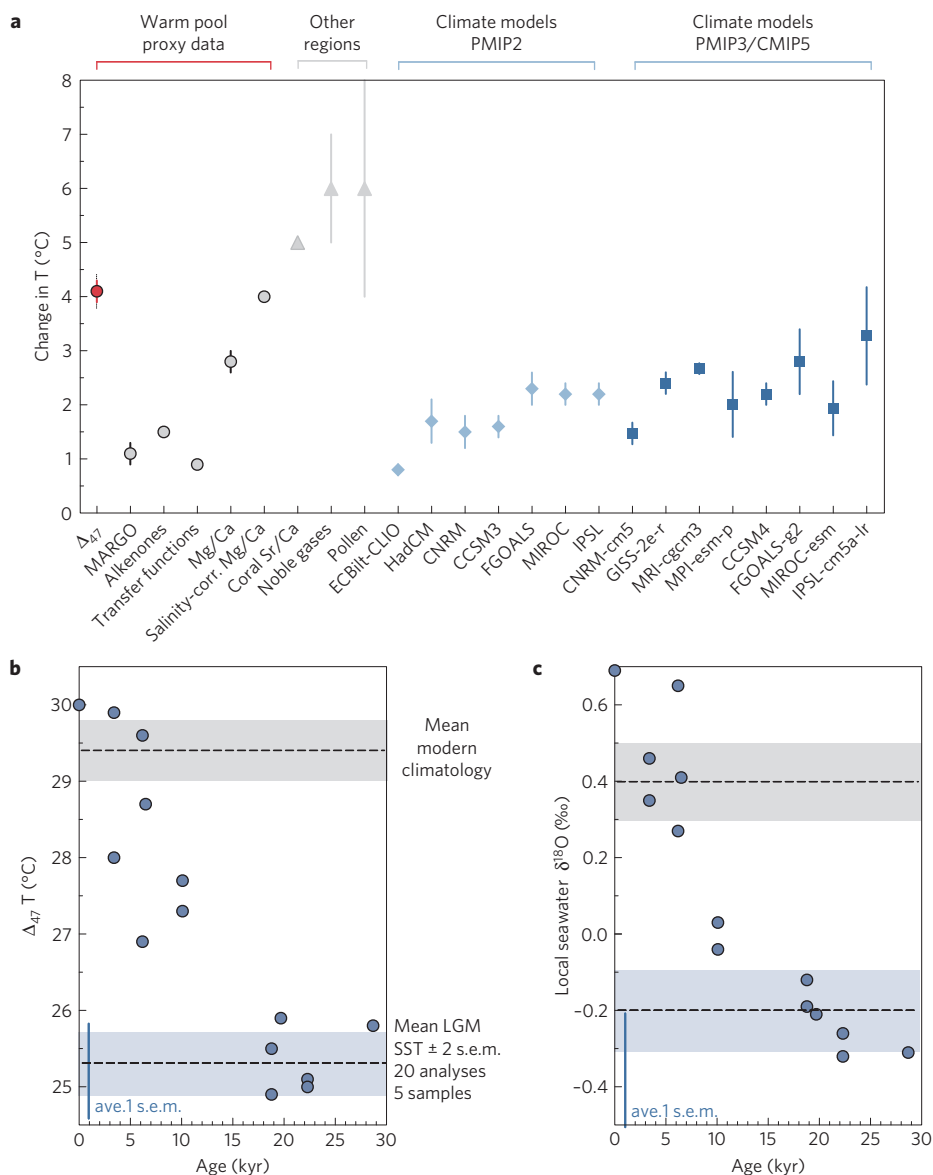 a
Warm pool
proxy data
Other
regions
Climate models
PMIP2
Climate models
PMIP3/CMIP5
Change in T (°C)
8
7
6
5
4
3
2
1
0
Δ47
MARGO
Alkenones
Transfer functions
Mg/Ca
Salinity-corr. Mg/Ca
Coral Sr/Ca
Noble gases
Pollen
ECBilt-CLIO
HadCM
CNRM
CCSM3
FGOALS
MIROC
IPSL
CNRM-cm5
GISS-2e-r
MRI-cgcm3
MPI-esm-p
CCSM4
FGOALS-g2
MIROC-esm
IPSL-cm5a-lr
b
Δ47 T (°C)
30
29
28
27
26
25
Mean
modern
climatology
Mean LGM
SST ± 2 s.e.m.
20 analyses
5 samples
ave.1 s.e.m.
0 5 10 15 20 25 30
Age (kyr)
c
Local seawater δ18O (‰)
0.6
0.4
0.2
0.0
-0.2
-0.4
ave.1 s.e.m.
0 5 10 15 20 25 30
Age (kyr)